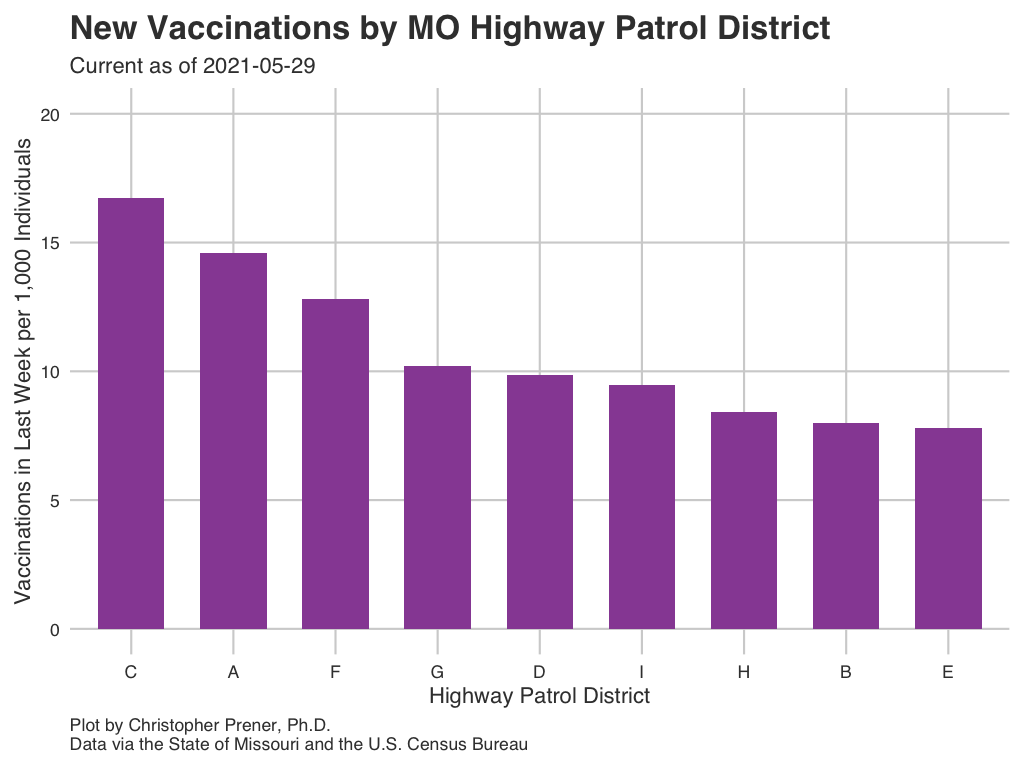 New Vaccinations by MO Highway Patrol District
Current as of 2021-05-29
Vaccinations in Last Week per 1,000 Individuals
20
15
10
5
0
C A F G D I H B E
Highway Patrol District
Plot by Christopher Prener, Ph.D.
Data via the State of Missouri and the U.S. Census Bureau